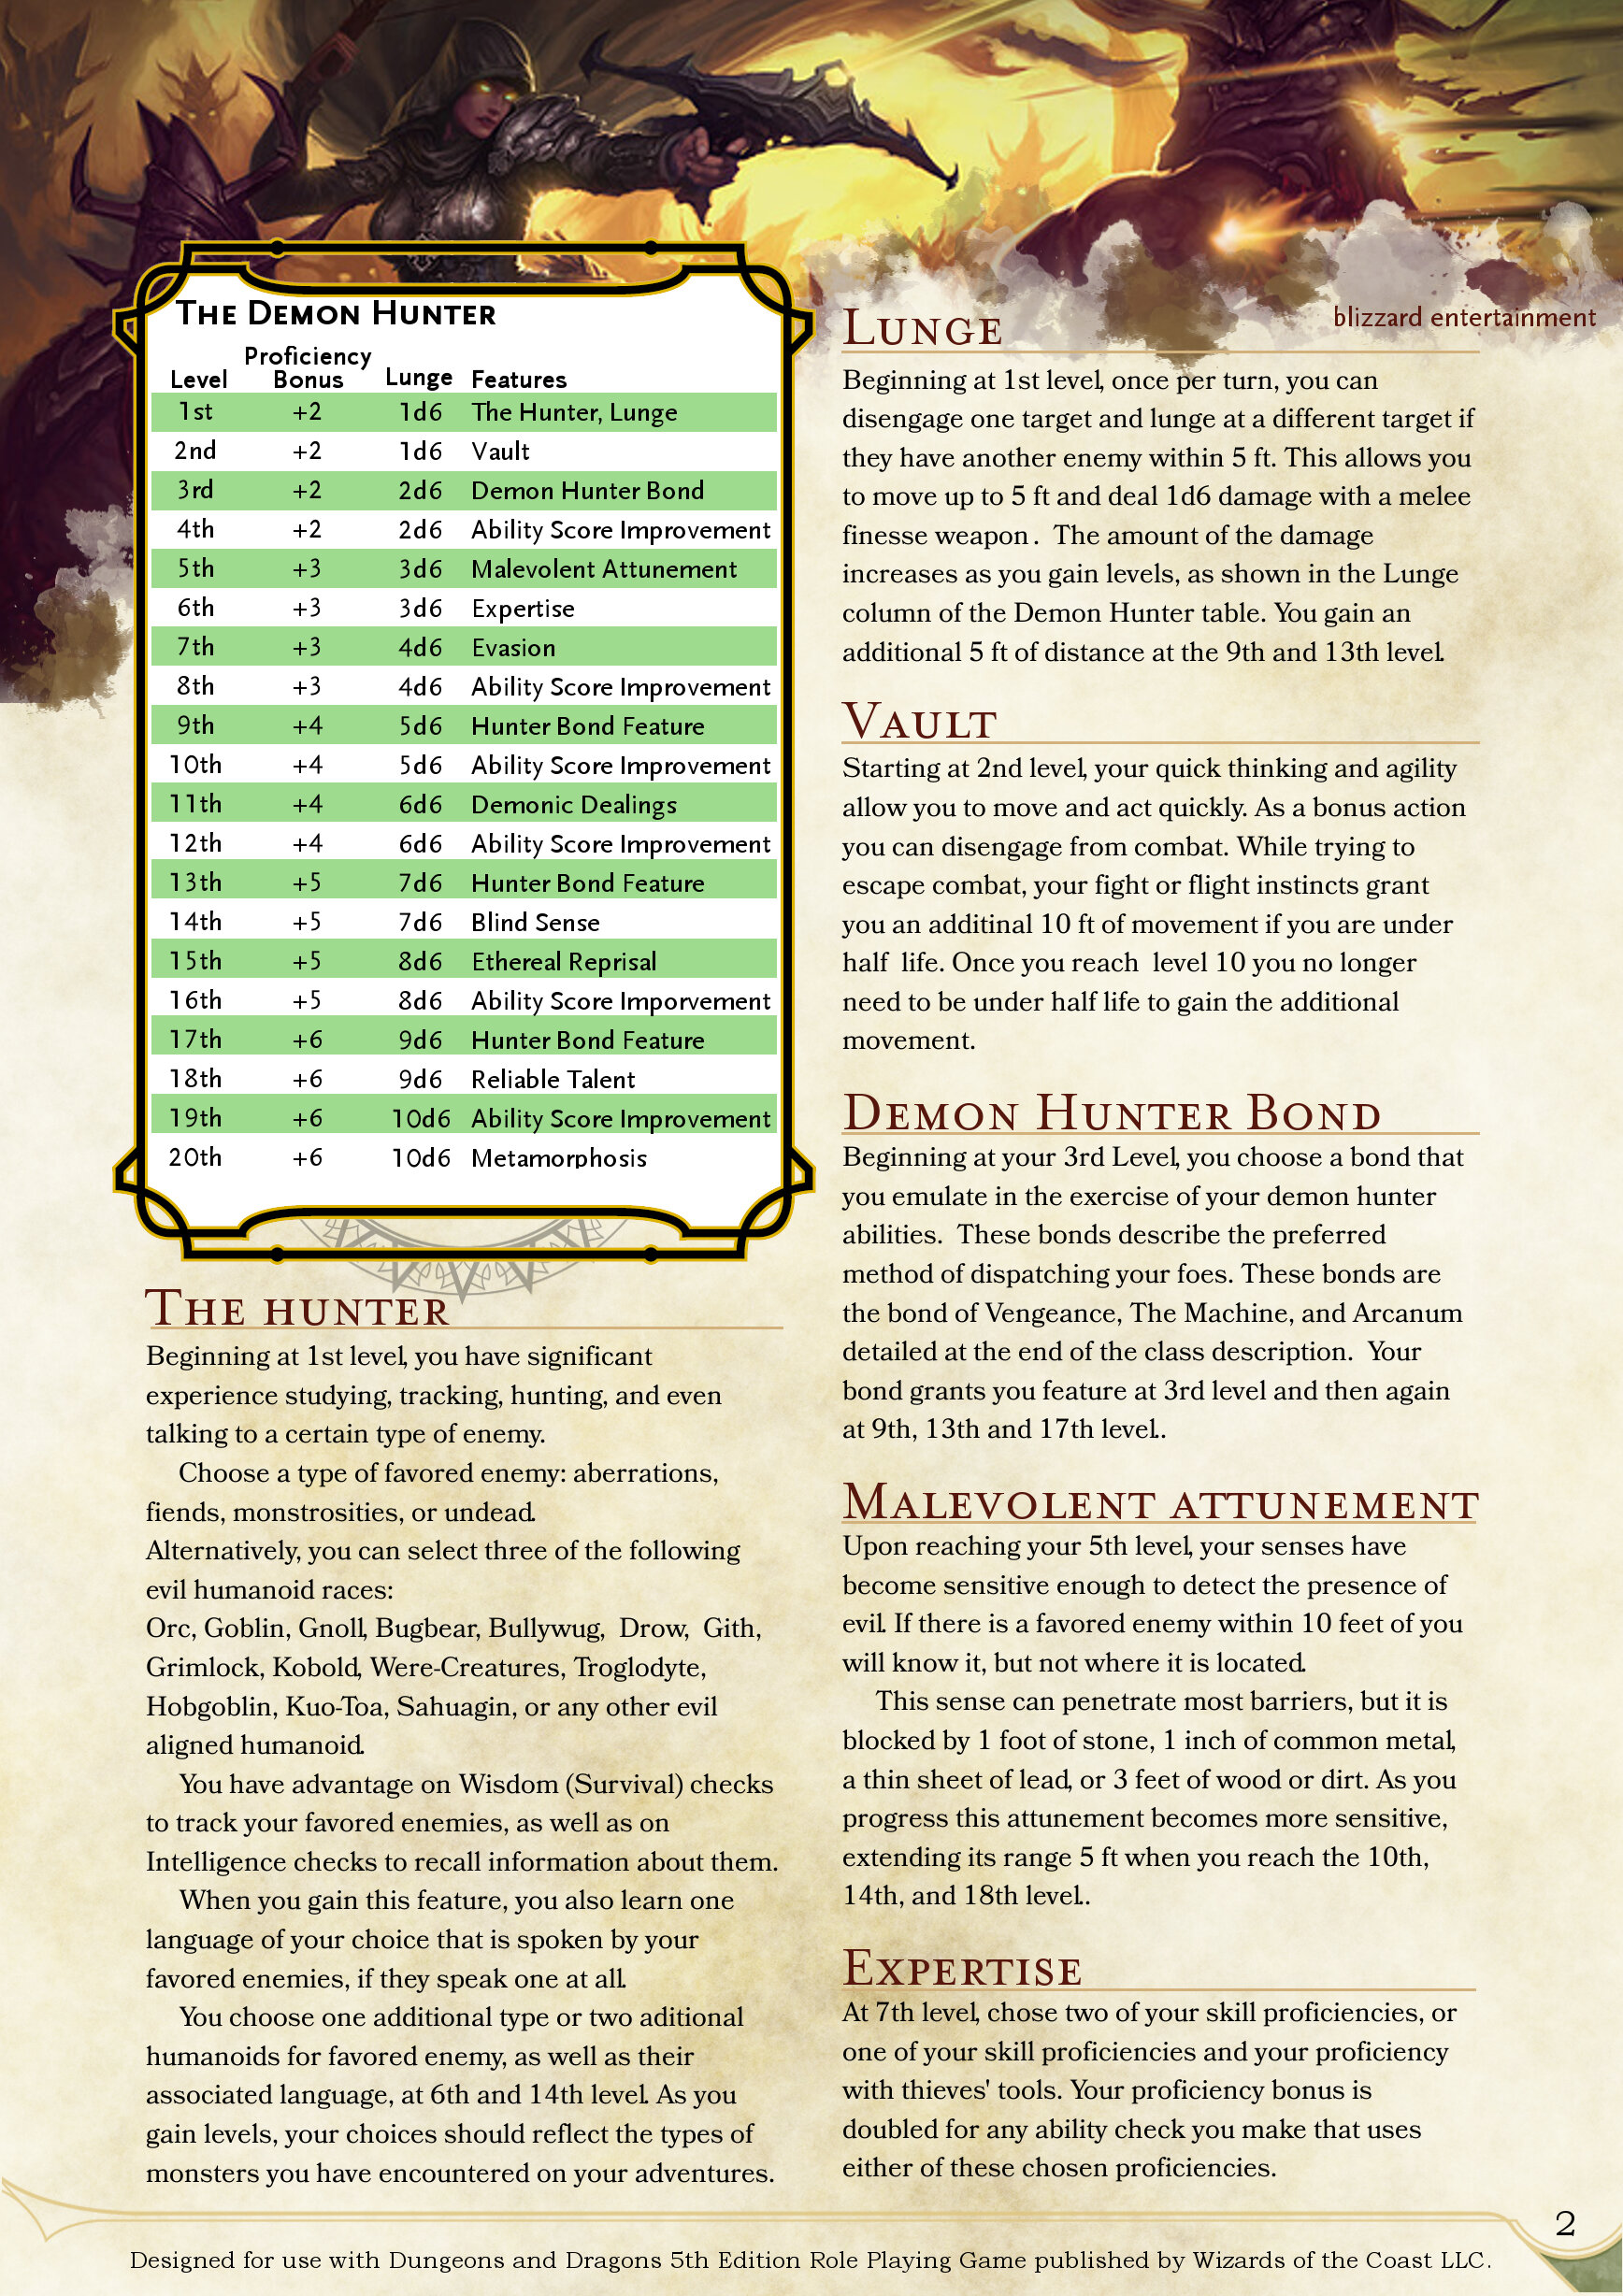 The Demon Hunter
Level Proficiency Bonus Lunge Features
1st +2 1d6 The Hunter, Lunge
2nd +2 1d6 Vault
3rd +2 2d6 Demon Hunter Bond
4th +2 2d6 Ability Score Improvement
5th +3 3d6 Malevolent Attunement
6th +3 3d6 Expertise
7th +3 4d6 Evasion
8th +3 4d6 Ability Score Improvement
9th +4 5d6 Hunter Bond Feature
10th +4 5d6 Ability Score Improvement
11th +4 6d6 Demonic Dealings
12th +4 6d6 Ability Score Improvement
13th +5 7d6 Hunter Bond Feature
14th +5 7d6 Blind Sense
15th +5 8d6 Ethereal Reprisal
16th +5 8d6 Ability Score Imporvement
17th +6 9d6 Hunter Bond Feature
18th +6 9d6 Reliable Talent
19th +6 10d6 Ability Score Improvement
20th +6 10d6 Metamorphosis
The hunter
Beginning at 1st level, you have significant
experience studying, tracking, hunting, and even
talking to a certain type of enemy.
Choose a type of favored enemy: aberrations,
fiends, monstrosities, or undead.
Alternatively, you can select three of the following
evil humanoid races:
Orc, Goblin, Gnoll, Bugbear, Bullywug, Drow, Gith,
Grimlock, Kobold, Were-Creatures, Troglodyte,
Hobgoblin, Kuo-Toa, Sahuagin, or any other evil
aligned humanoid.
You have advantage on Wisdom (Survival) checks
to track your favored enemies, as well as on
Intelligence checks to recall information about them.
When you gain this feature, you also learn one
language of your choice that is spoken by your
favored enemies, if they speak one at all.
You choose one additional type or two aditional
humanoids for favored enemy, as well as their
associated language, at 6th and 14th level. As you
gain levels, your choices should reflect the types of
monsters you have encountered on your adventures.
blizzard entertainment
Lunge
Beginning at 1st level, once per turn, you can
disengage one target and lunge at a different target if
they have another enemy within 5 ft. This allows you
to move up to 5 ft and deal 1d6 damage with a melee
finesse weapon. The amount of the damage
increases as you gain levels, as shown in the Lunge
column of the Demon Hunter table. You gain an
additional 5 ft of distance at the 9th and 13th level.
Vault
Starting at 2nd level, your quick thinking and agility
allow you to move and act quickly. As a bonus action
you can disengage from combat. While trying to
escape combat, your fight or flight instincts grant
you an additinal 10 ft of movement if you are under
half life. Once you reach level 10 you no longer
need to be under half life to gain the additional
movement.
Demon Hunter Bond
Beginning at your 3rd Level, you choose a bond that
you emulate in the exercise of your demon hunter
abilities. These bonds describe the preferred
method of dispatching your foes. These bonds are
the bond of Vengeance, The Machine, and Arcanum
detailed at the end of the class description. Your
bond grants you feature at 3rd level and then again
at 9th, 13th and 17th level..
Malevolent attunement
Upon reaching your 5th level, your senses have
become sensitive enough to detect the presence of
evil. If there is a favored enemy within 10 feet of you
will know it, but not where it is located.
This sense can penetrate most barriers, but it is
blocked by 1 foot of stone, 1 inch of common metal,
a thin sheet of lead, or 3 feet of wood or dirt. As you
progress this attunement becomes more sensitive,
extending its range 5 ft when you reach the 10th,
14th, and 18th level..
Expertise
At 7th level, chose two of your skill proficiencies, or
one of your skill proficiencies and your proficiency
with thieves' tools. Your proficiency bonus is
doubled for any ability check you make that uses
either of these chosen proficiencies.
2
Designed for use with Dungeons and Dragons 5th Edition Role Playing Game published by Wizards of the Coast LLC.